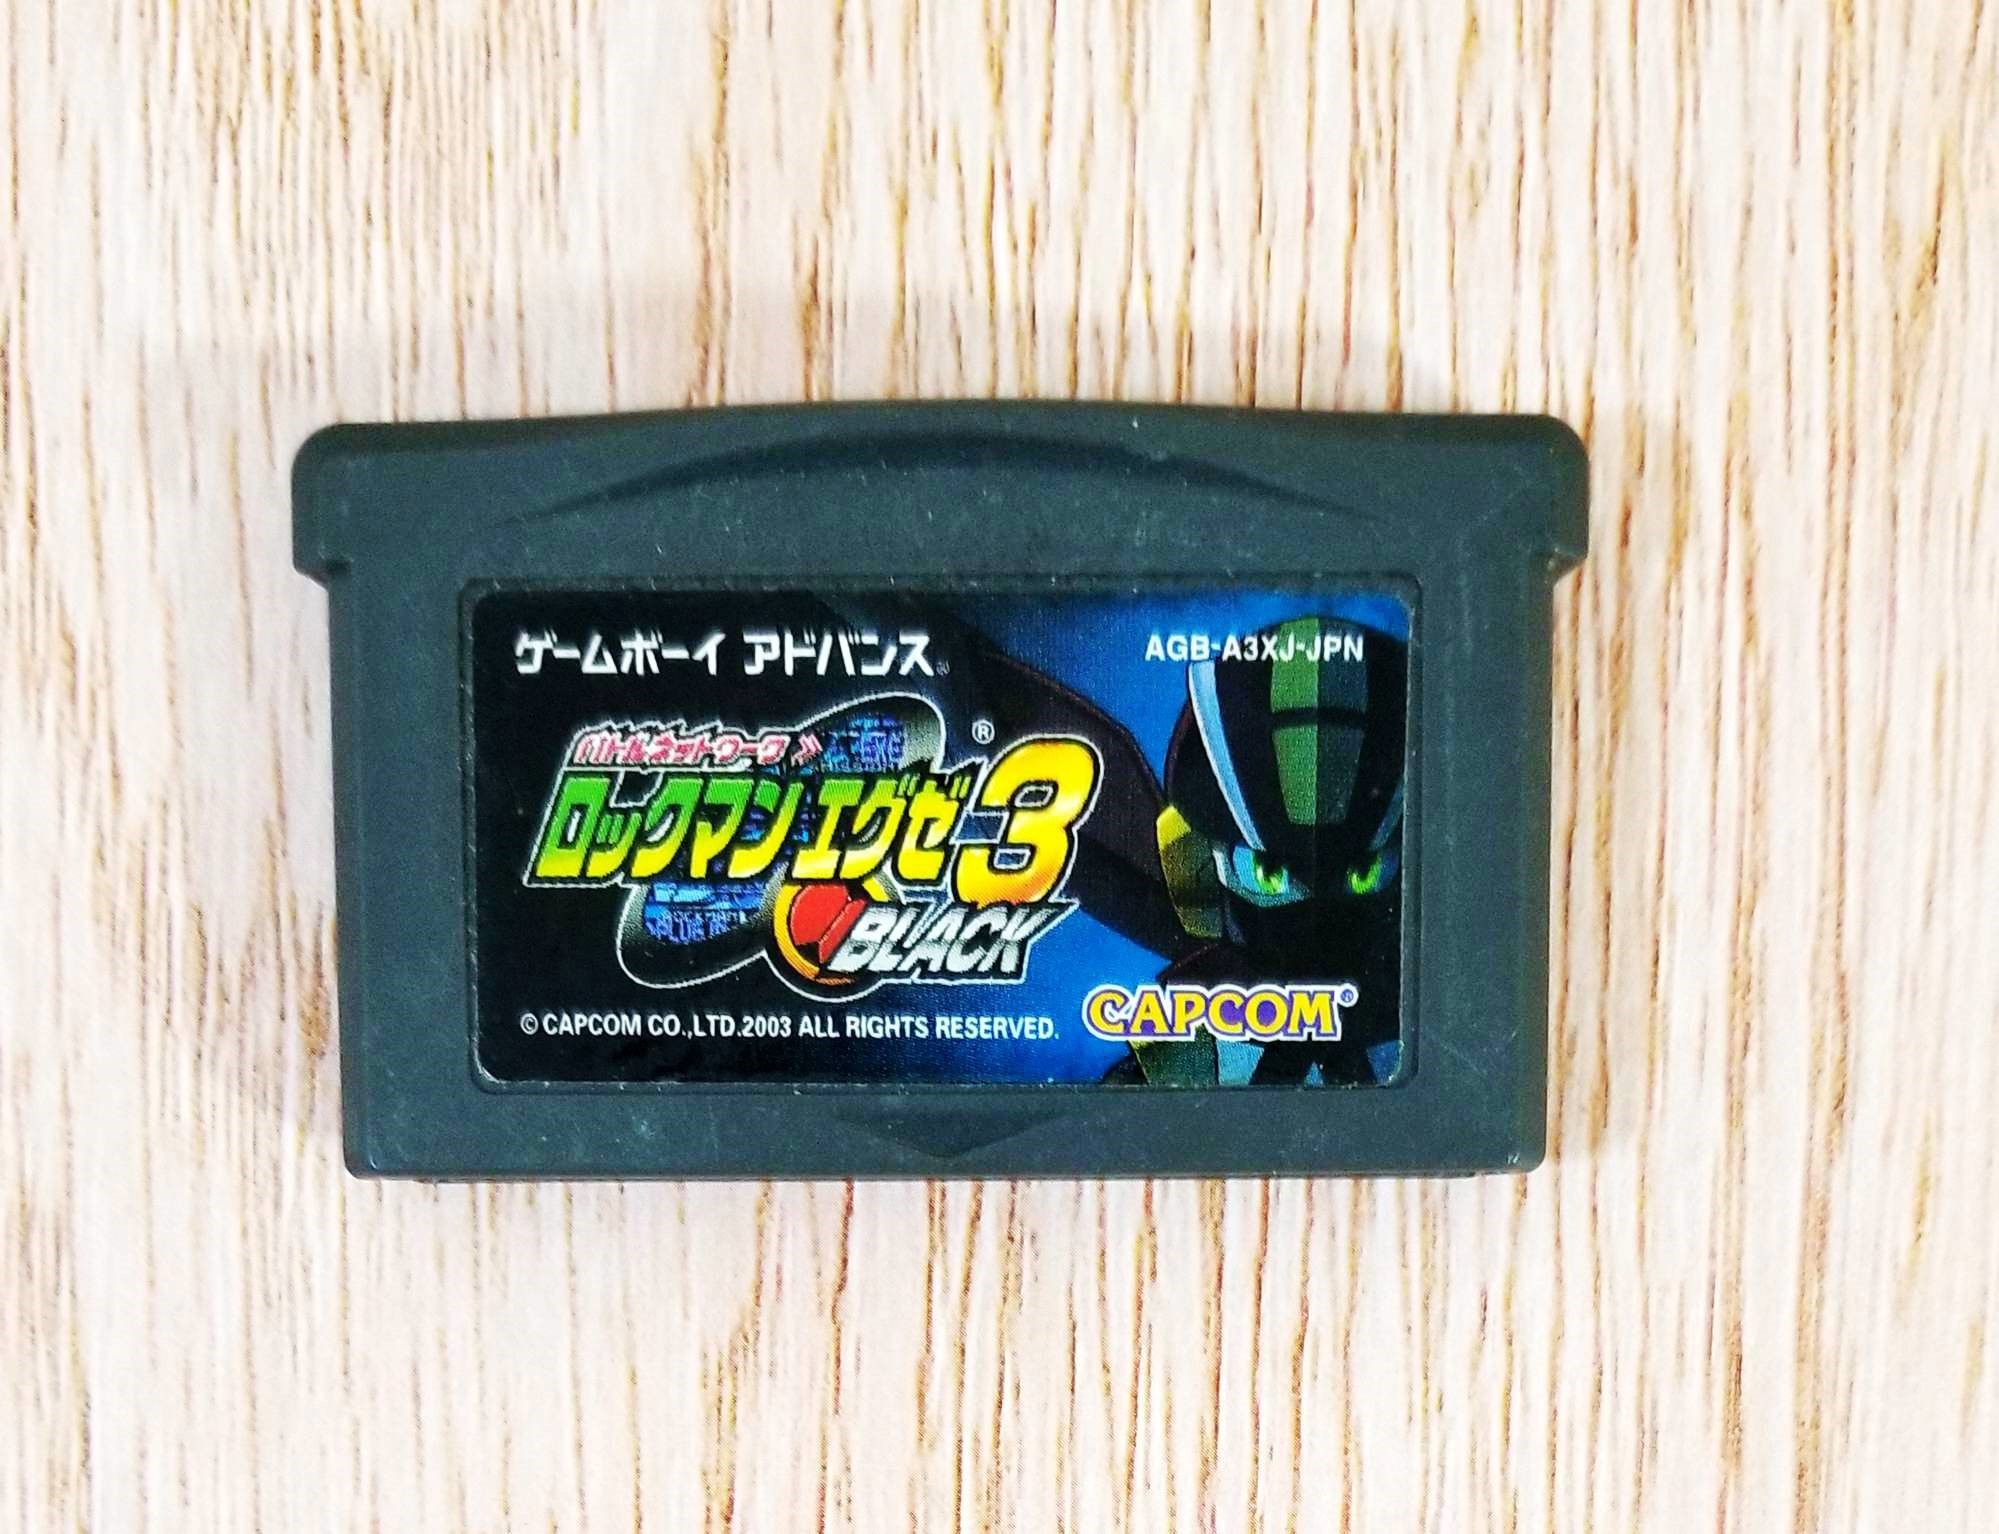 ゲームボーイ アドバンス
AGB-A3XJ-JPN
バトルネットワーク
ロックマン エグゼ3®
BLACK
© CAPCOM CO.,LTD.2003 ALL RIGHTS RESERVED.
CAPCOM®